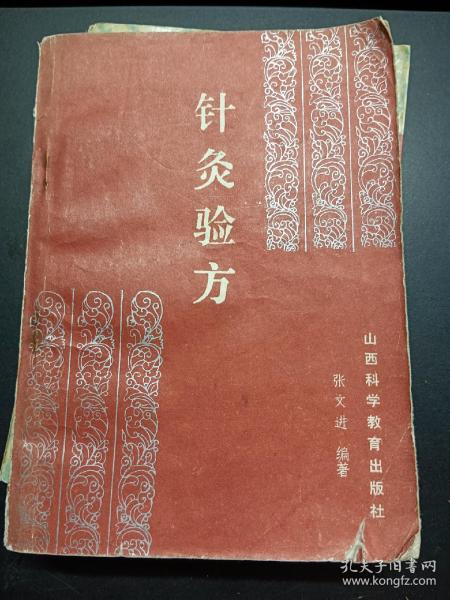 针灸验方
张文进 编著
山西科学教育出版社
孔夫子旧书网
www.kongfz.com